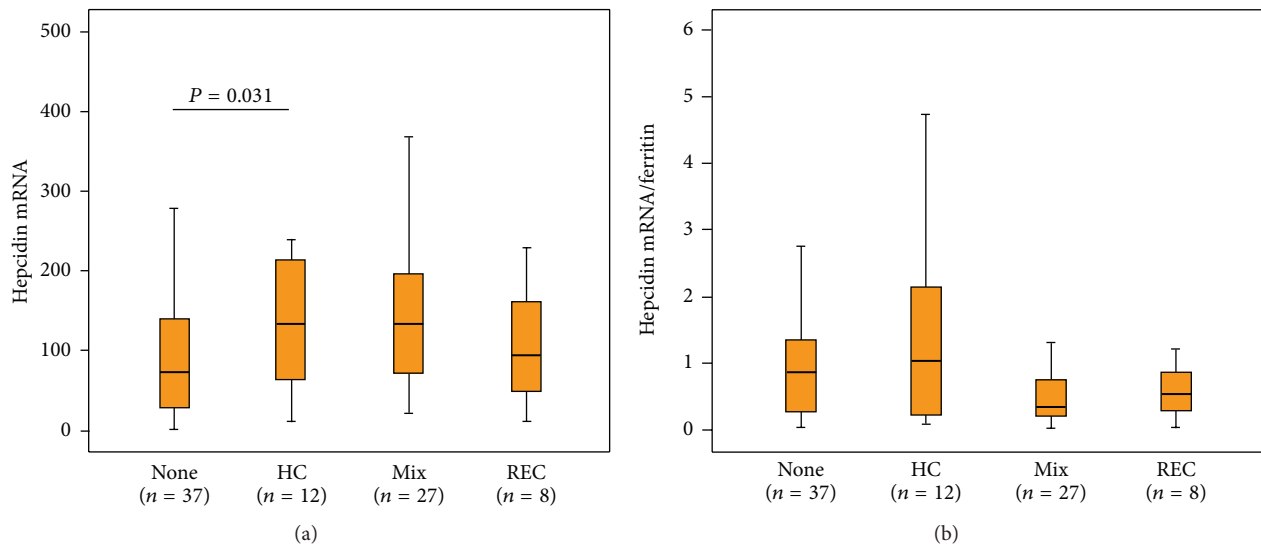 500
400
300
200
100
0
Hepcidin mRNA
P = 0.031
None
(n = 37)
HC
(n = 12)
Mix
(n = 27)
REC
(n = 8)
(a)
6
5
4
3
2
1
0
Hepcidin mRNA/ferritin
None
(n = 37)
HC
(n = 12)
Mix
(n = 27)
REC
(n = 8)
(b)